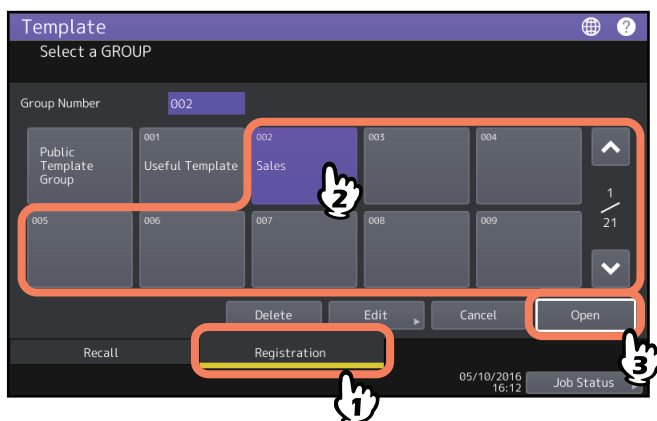 Template
?
Select a GROUP
Group Number 002
Public
Template
Group
001
Useful Template
002
Sales
003
004
1
21
005
006
007
008
009
Delete
Edit
Cancel
Open
Recall
Registration
05/10/2016
16:12
Job Status
1
2
3